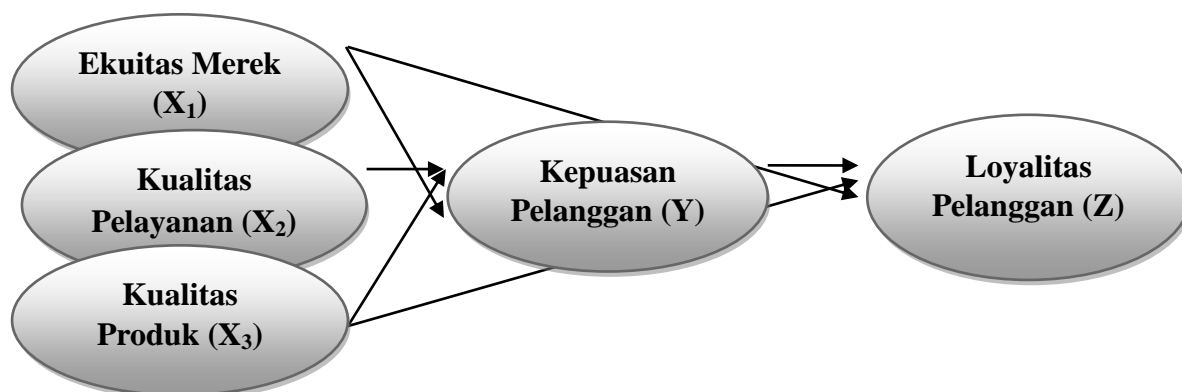 Ekuitas Merek
(X₁)
Kualitas
Pelayanan (X₂)
Kualitas
Produk (X₃)
Kepuasan
Pelanggan (Y)
Loyalitas
Pelanggan (Z)